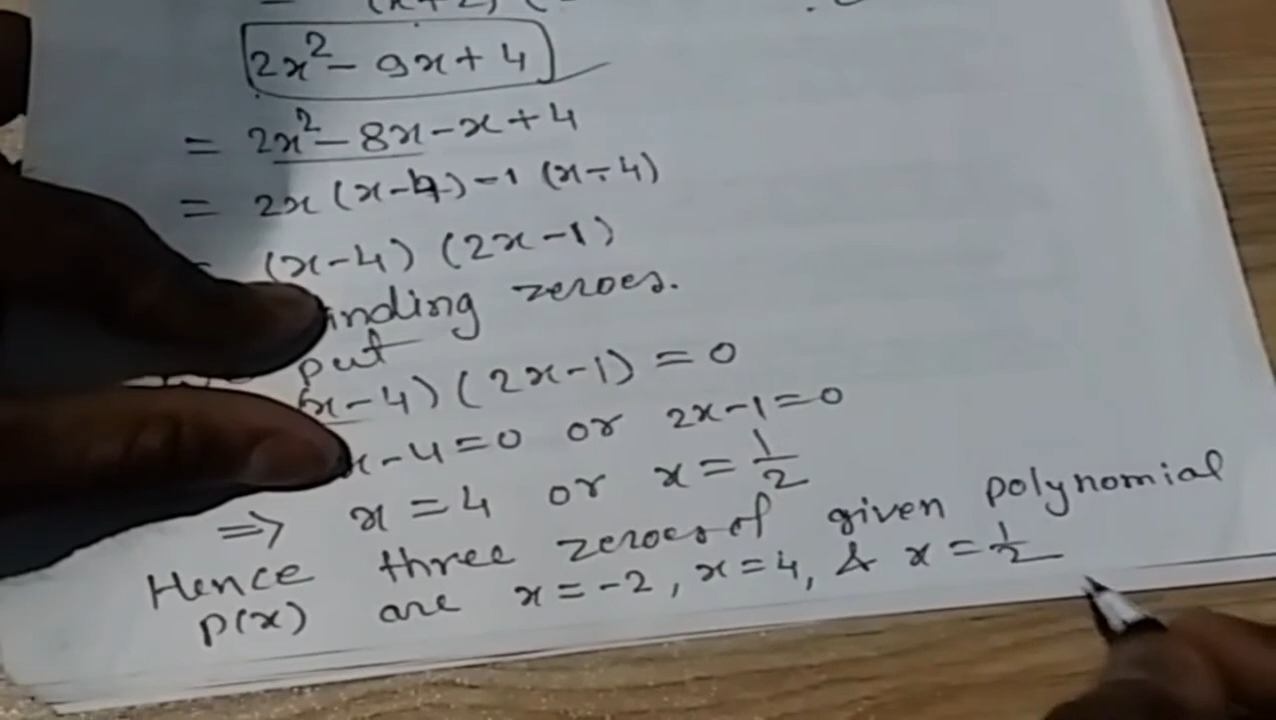 2x² - 9x + 4
= 2x² - 8x - x + 4
= 2x (x - 4) - 1 (x - 4)
(x - 4) (2x - 1)
inding zeroes.
put
x - 4) (2x - 1) = 0
x - 4 = 0 or 2x - 1 = 0
⇒ x = 4 or x = 1/2
Hence three zeroes of given polynomial
p(x) are x = -2, x = 4, & x = 1/2